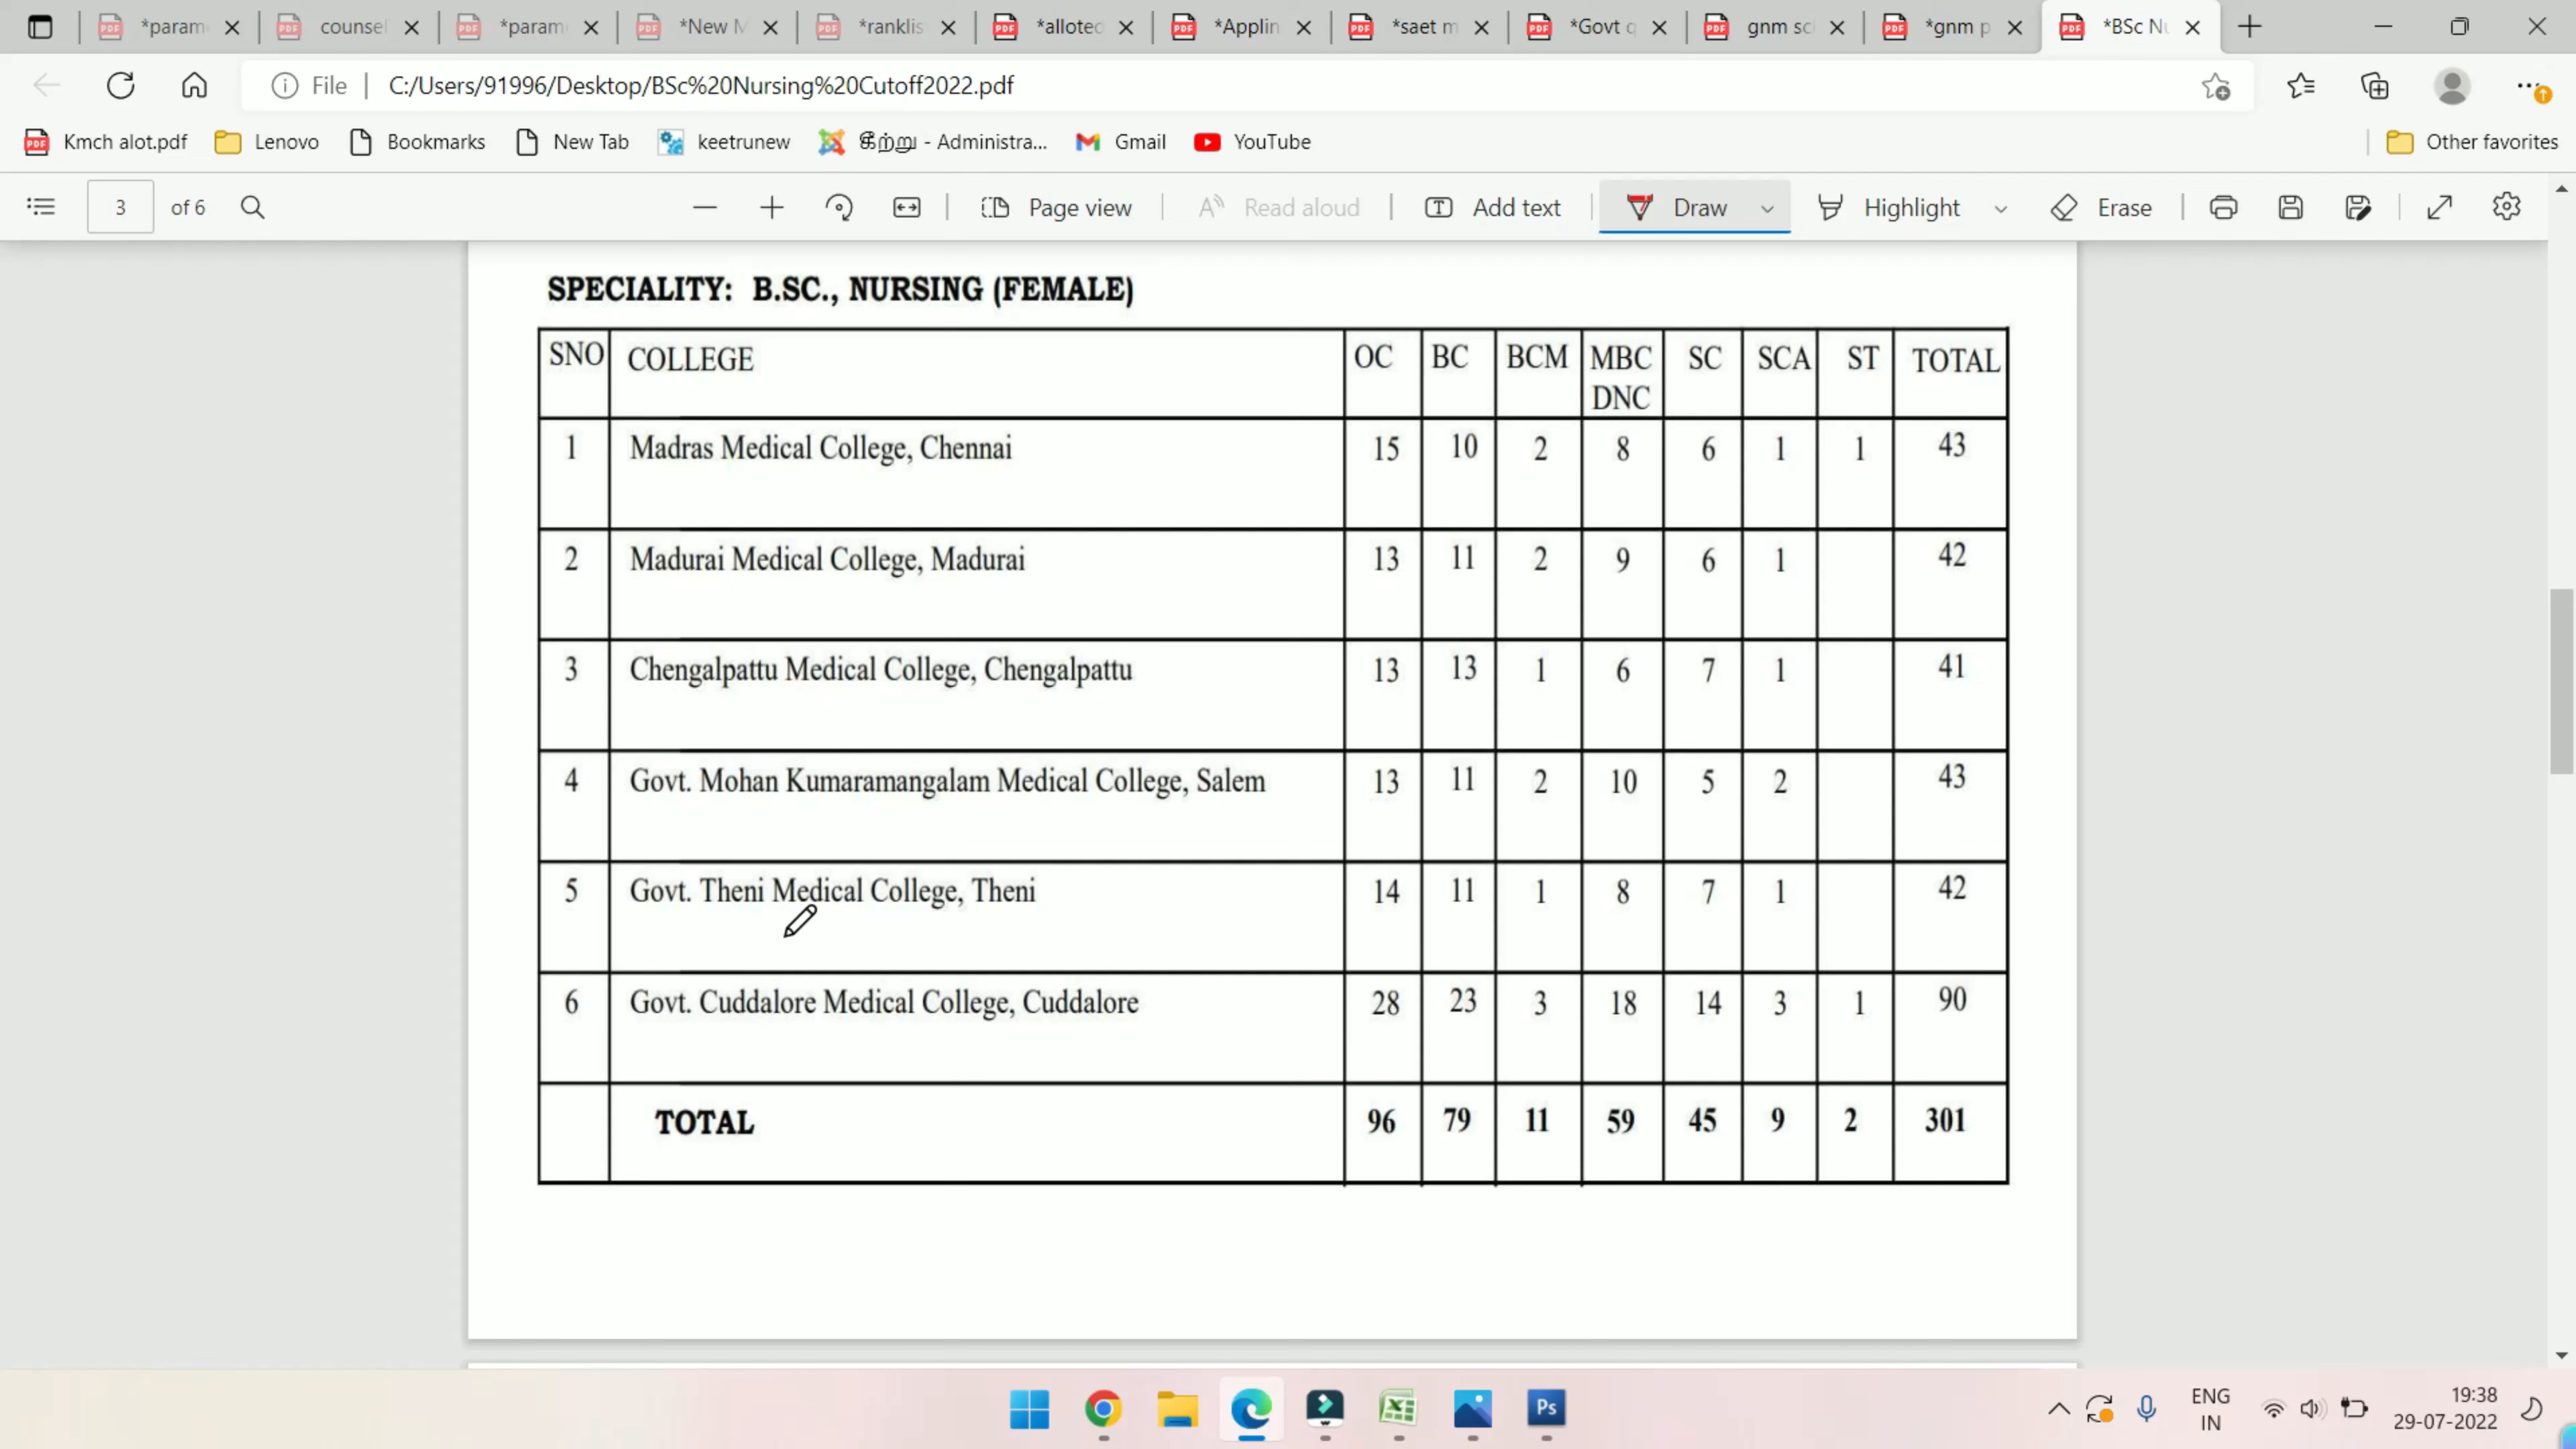 *param
counsel
*param
*New M
*ranklis
*alloted
*Applin
*saet m
*Govt q
gnm sc
*gnm p
*BSc Nu
File
C:/Users/91996/Desktop/BSc%20Nursing%20Cutoff2022.pdf
Kmch alot.pdf
Lenovo
Bookmarks
New Tab
keetrunew
கீற்று - Administra...
Gmail
YouTube
Other favorites
3 of 6
Page view
Read aloud
Add text
Draw
Highlight
Erase
SPECIALITY: B.SC., NURSING (FEMALE)
SNO COLLEGE OC BC BCM MBC DNC SC SCA ST TOTAL
1 Madras Medical College, Chennai 15 10 2 8 6 1 1 43
2 Madurai Medical College, Madurai 13 11 2 9 6 1 42
3 Chengalpattu Medical College, Chengalpattu 13 13 1 6 7 1 41
4 Govt. Mohan Kumaramangalam Medical College, Salem 13 11 2 10 5 2 43
5 Govt. Theni Medical College, Theni 14 11 1 8 7 1 42
6 Govt. Cuddalore Medical College, Cuddalore 28 23 3 18 14 3 1 90
TOTAL 96 79 11 59 45 9 2 301
Ps
ENG
IN
19:38
29-07-2022